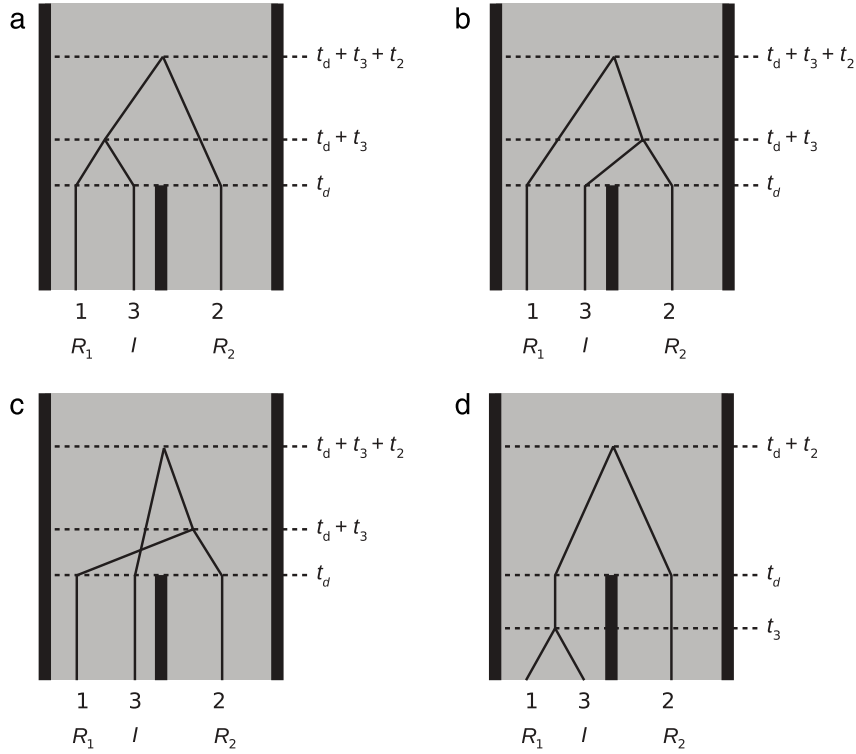 a
t_d + t_3 + t_2
t_d + t_3
t_d
1 3 2
R_1 I R_2
b
t_d + t_3 + t_2
t_d + t_3
t_d
1 3 2
R_1 I R_2
c
t_d + t_3 + t_2
t_d + t_3
t_d
1 3 2
R_1 I R_2
d
t_d + t_2
t_d
t_3
1 3 2
R_1 I R_2